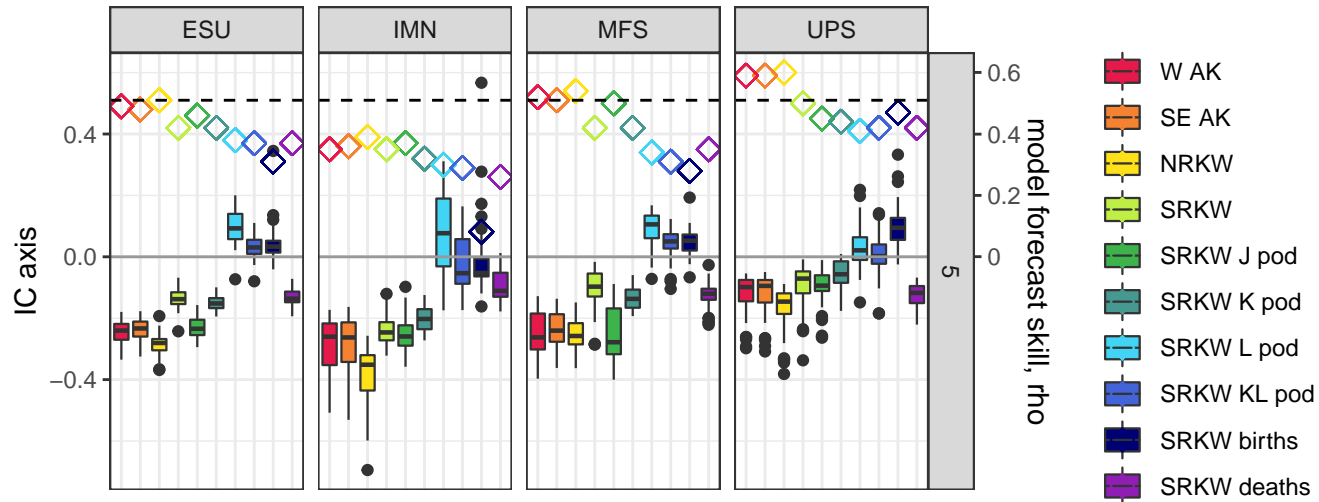 ESU IMN MFS UPS
IC axis
0.4
0.0
−0.4
5
0.6
0.4
0.2
0
model forecast skill, rho
W AK
SE AK
NRKW
SRKW
SRKW J pod
SRKW K pod
SRKW L pod
SRKW KL pod
SRKW births
SRKW deaths